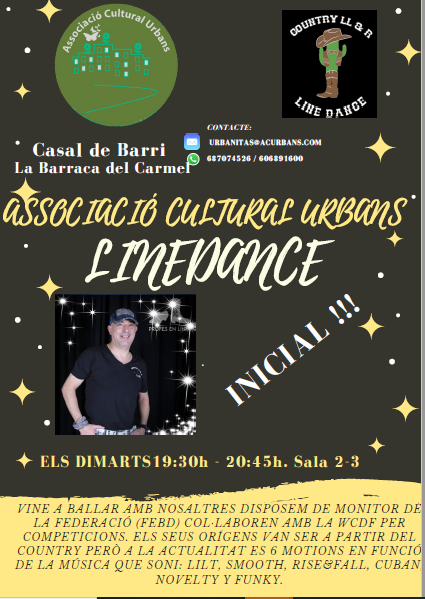 Associació Cultural Urbans
COUNTRY LL & R
LINE DANCE
CONTACTE:
URBANITAS@ACURBANS.COM
687074526 / 606891600
Casal de Barri
La Barraca del Carmel
ASSOCIACIÓ CULTURAL URBANS
LINEDANCE
INICIAL !!!
ELS DIMARTS19:30h - 20:45h. Sala 2-3
VINE A BALLAR AMB NOSALTRES DISPOSEM DE MONITOR DE
LA FEDERACIÓ (FEBD) COL·LABOREN AMB LA WCDF PER
COMPETICIONS. ELS SEUS ORÍGENS VAN SER A PARTIR DEL
COUNTRY PERÒ A LA ACTUALITAT ES 6 MOTIONS EN FUNCIÓ
DE LA MÚSICA QUE SONI: LILT, SMOOTH, RISE&FALL, CUBAN
NOVELTY Y FUNKY.